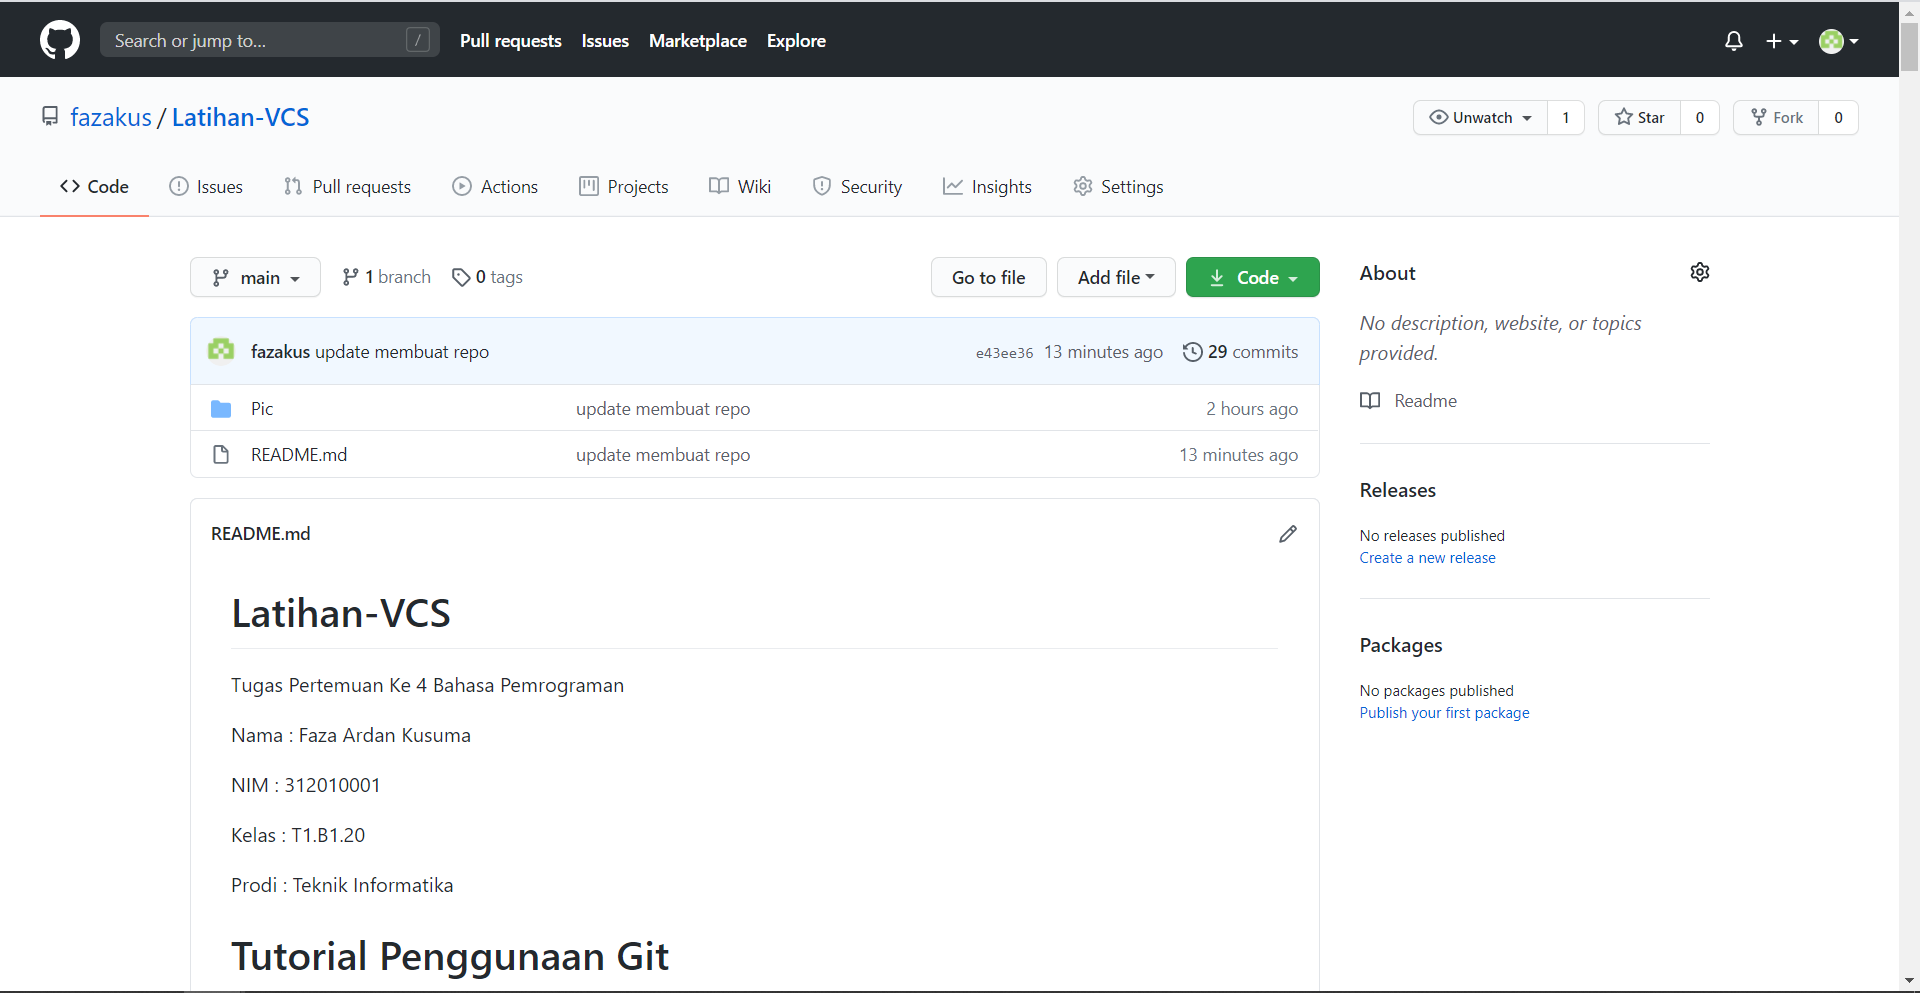 Search or jump to... /
Pull requests Issues Marketplace Explore
fazakus / Latihan-VCS
Unwatch 1 Star 0 Fork 0
Code Issues Pull requests Actions Projects Wiki Security Insights Settings
main 1 branch 0 tags Go to file Add file Code
fazakus update membuat repo e43ee36 13 minutes ago 29 commits
Pic update membuat repo 2 hours ago
README.md update membuat repo 13 minutes ago
README.md
Latihan-VCS
Tugas Pertemuan Ke 4 Bahasa Pemrograman
Nama : Faza Ardan Kusuma
NIM : 312010001
Kelas : T1.B1.20
Prodi : Teknik Informatika
Tutorial Penggunaan Git
About
No description, website, or topics
provided.
Readme
Releases
No releases published
Create a new release
Packages
No packages published
Publish your first package